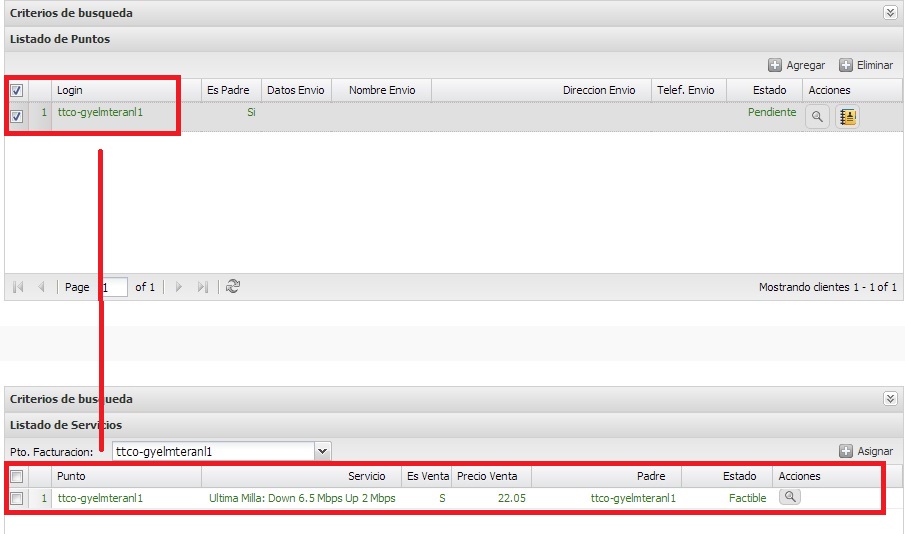 Criterios de busqueda
Listado de Puntos
Agregar Eliminar
Login Es Padre Datos Envio Nombre Envio Direccion Envio Telef. Envio Estado Acciones
1 ttco-gyelmteranl1 Si Pendiente
Page 1 of 1 Mostrando clientes 1 - 1 of 1
Criterios de busqueda
Listado de Servicios
Pto. Facturacion: ttco-gyelmteranl1 Asignar
Punto Servicio Es Venta Precio Venta Padre Estado Acciones
1 ttco-gyelmteranl1 Ultima Milla: Down 6.5 Mbps Up 2 Mbps S 22.05 ttco-gyelmteranl1 Factible